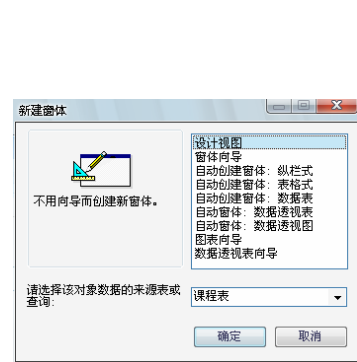 新建窗体
设计视图
窗体向导
自动创建窗体：纵栏式
自动创建窗体：表格式
自动创建窗体：数据表
自动窗体：数据透视表
自动窗体：数据透视图
图表向导
数据透视表向导
不用向导而创建新窗体。
请选择该对象数据的来源表或
查询：
课程表
确定
取消